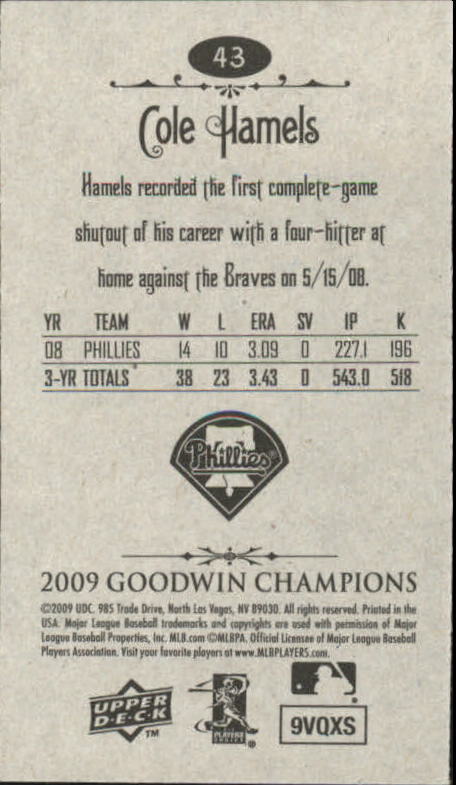 43
Cole Hamels
Hamels recorded the first complete-game
shutout of his career with a four-hitter at
home against the Braves on 5/15/08.
YR TEAM W L ERA SV IP K
08 PHILLIES 14 10 3.09 0 227.1 196
3-YR TOTALS 38 23 3.43 0 543.0 518
Phillies®
2009 GOODWIN CHAMPIONS
©2009 UDC. 985 Trade Drive, North Las Vegas, NV 89030. All rights reserved. Printed in the
USA. Major League Baseball trademarks and copyrights are used with permission of Major
League Baseball Properties, Inc. MLB.com ©MLBPA. Official Licensee of Major League Baseball
Players Association. Visit your favorite players at www.MLBPLAYERS.com.
UPPER
D·E·C·K
TM
PLAYERS
CHOICE
®
9VQXS